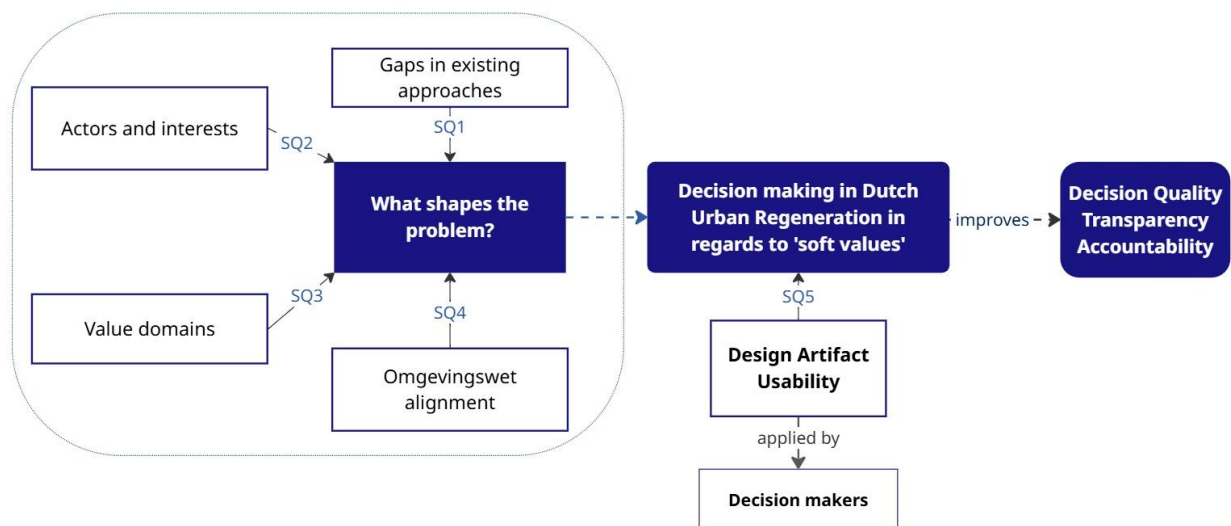 Gaps in existing
approaches
Actors and interests
SQ2
SQ1
What shapes the
problem?
Decision making in Dutch
Urban Regeneration in
regards to 'soft values'
improves
Decision Quality
Transparency
Accountability
SQ3
Value domains
SQ4
Omgevingswet
alignment
SQ5
Design Artifact
Usability
applied by
Decision makers